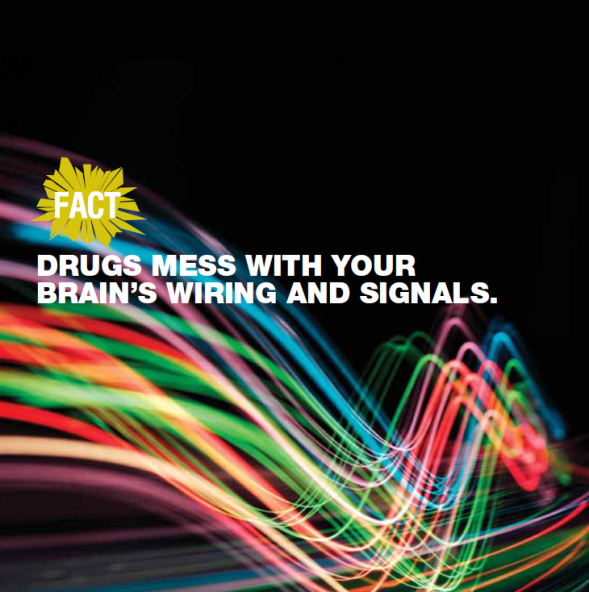 FACT
DRUGS MESS WITH YOUR
BRAIN'S WIRING AND SIGNALS.